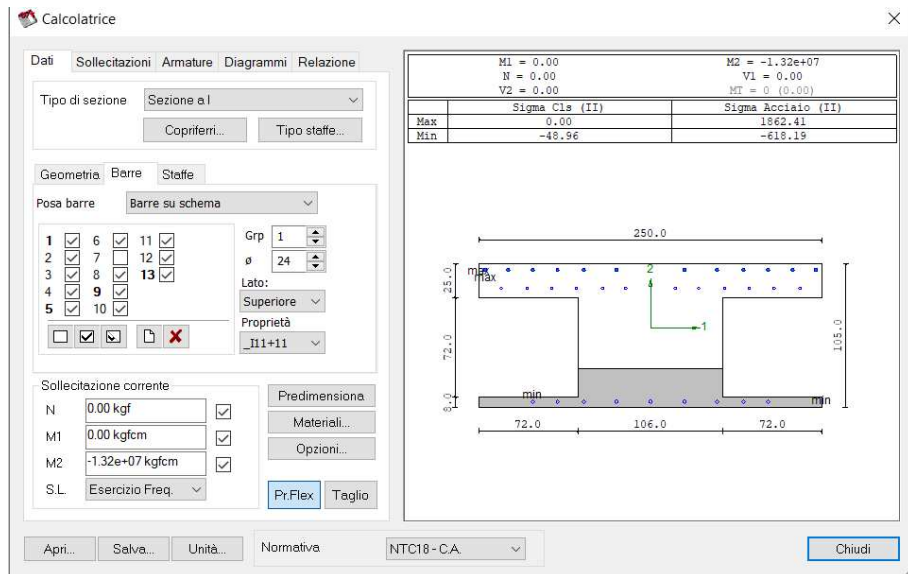 Calcolatrice
Dati Sollecitazioni Armature Diagrammi Relazione
Tipo di sezione Sezione a I
Copriferri... Tipo staffe...
Geometria Barre Staffe
Posa barre Barre su schema
1 6 11 Grp 1
2 7 12 ø 24
3 8 13 Lato:
4 9 Superiore
5 10 Proprietà
_I11+11
Sollecitazione corrente
N 0.00 kgf
M1 0.00 kgfcm
M2 -1.32e+07 kgfcm
S.L. Esercizio Freq.
Predimensiona
Materiali...
Opzioni...
Pr.Flex Taglio
M1 = 0.00 M2 = -1.32e+07
N = 0.00 V1 = 0.00
V2 = 0.00 MT = 0 (0.00)
Sigma Cls (II) Sigma Acciaio (II)
Max 0.00 1862.41
Min -48.96 -618.19
250.0
max
max
2
1
25.0
72.0
8.0
105.0
min
min
72.0 106.0 72.0
Apri... Salva... Unità... Normativa NTC18 - C.A. Chiudi